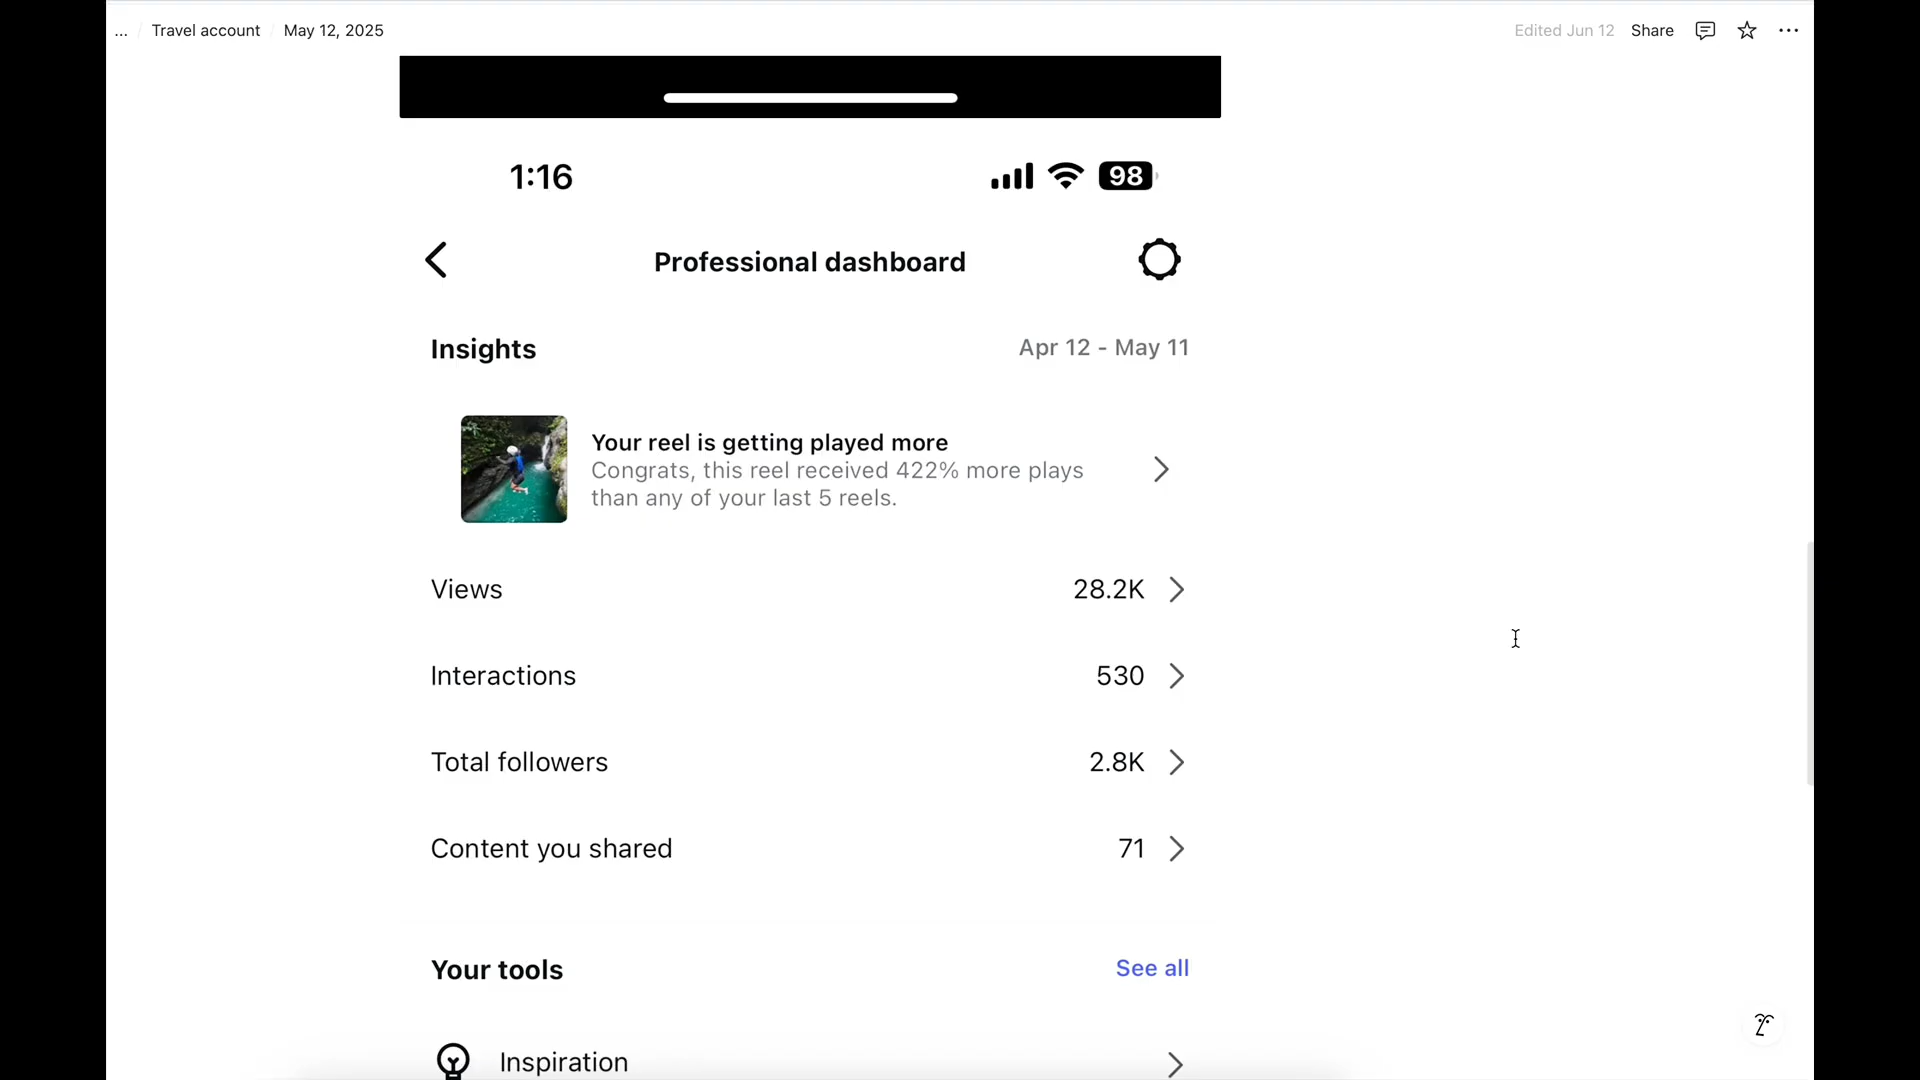 ... / Travel account / May 12, 2025
Edited Jun 12 Share
1:16
98
Professional dashboard
Insights
Apr 12 - May 11
Your reel is getting played more
Congrats, this reel received 422% more plays
than any of your last 5 reels.
Views 28.2K
Interactions 530
Total followers 2.8K
Content you shared 71
Your tools See all
Inspiration